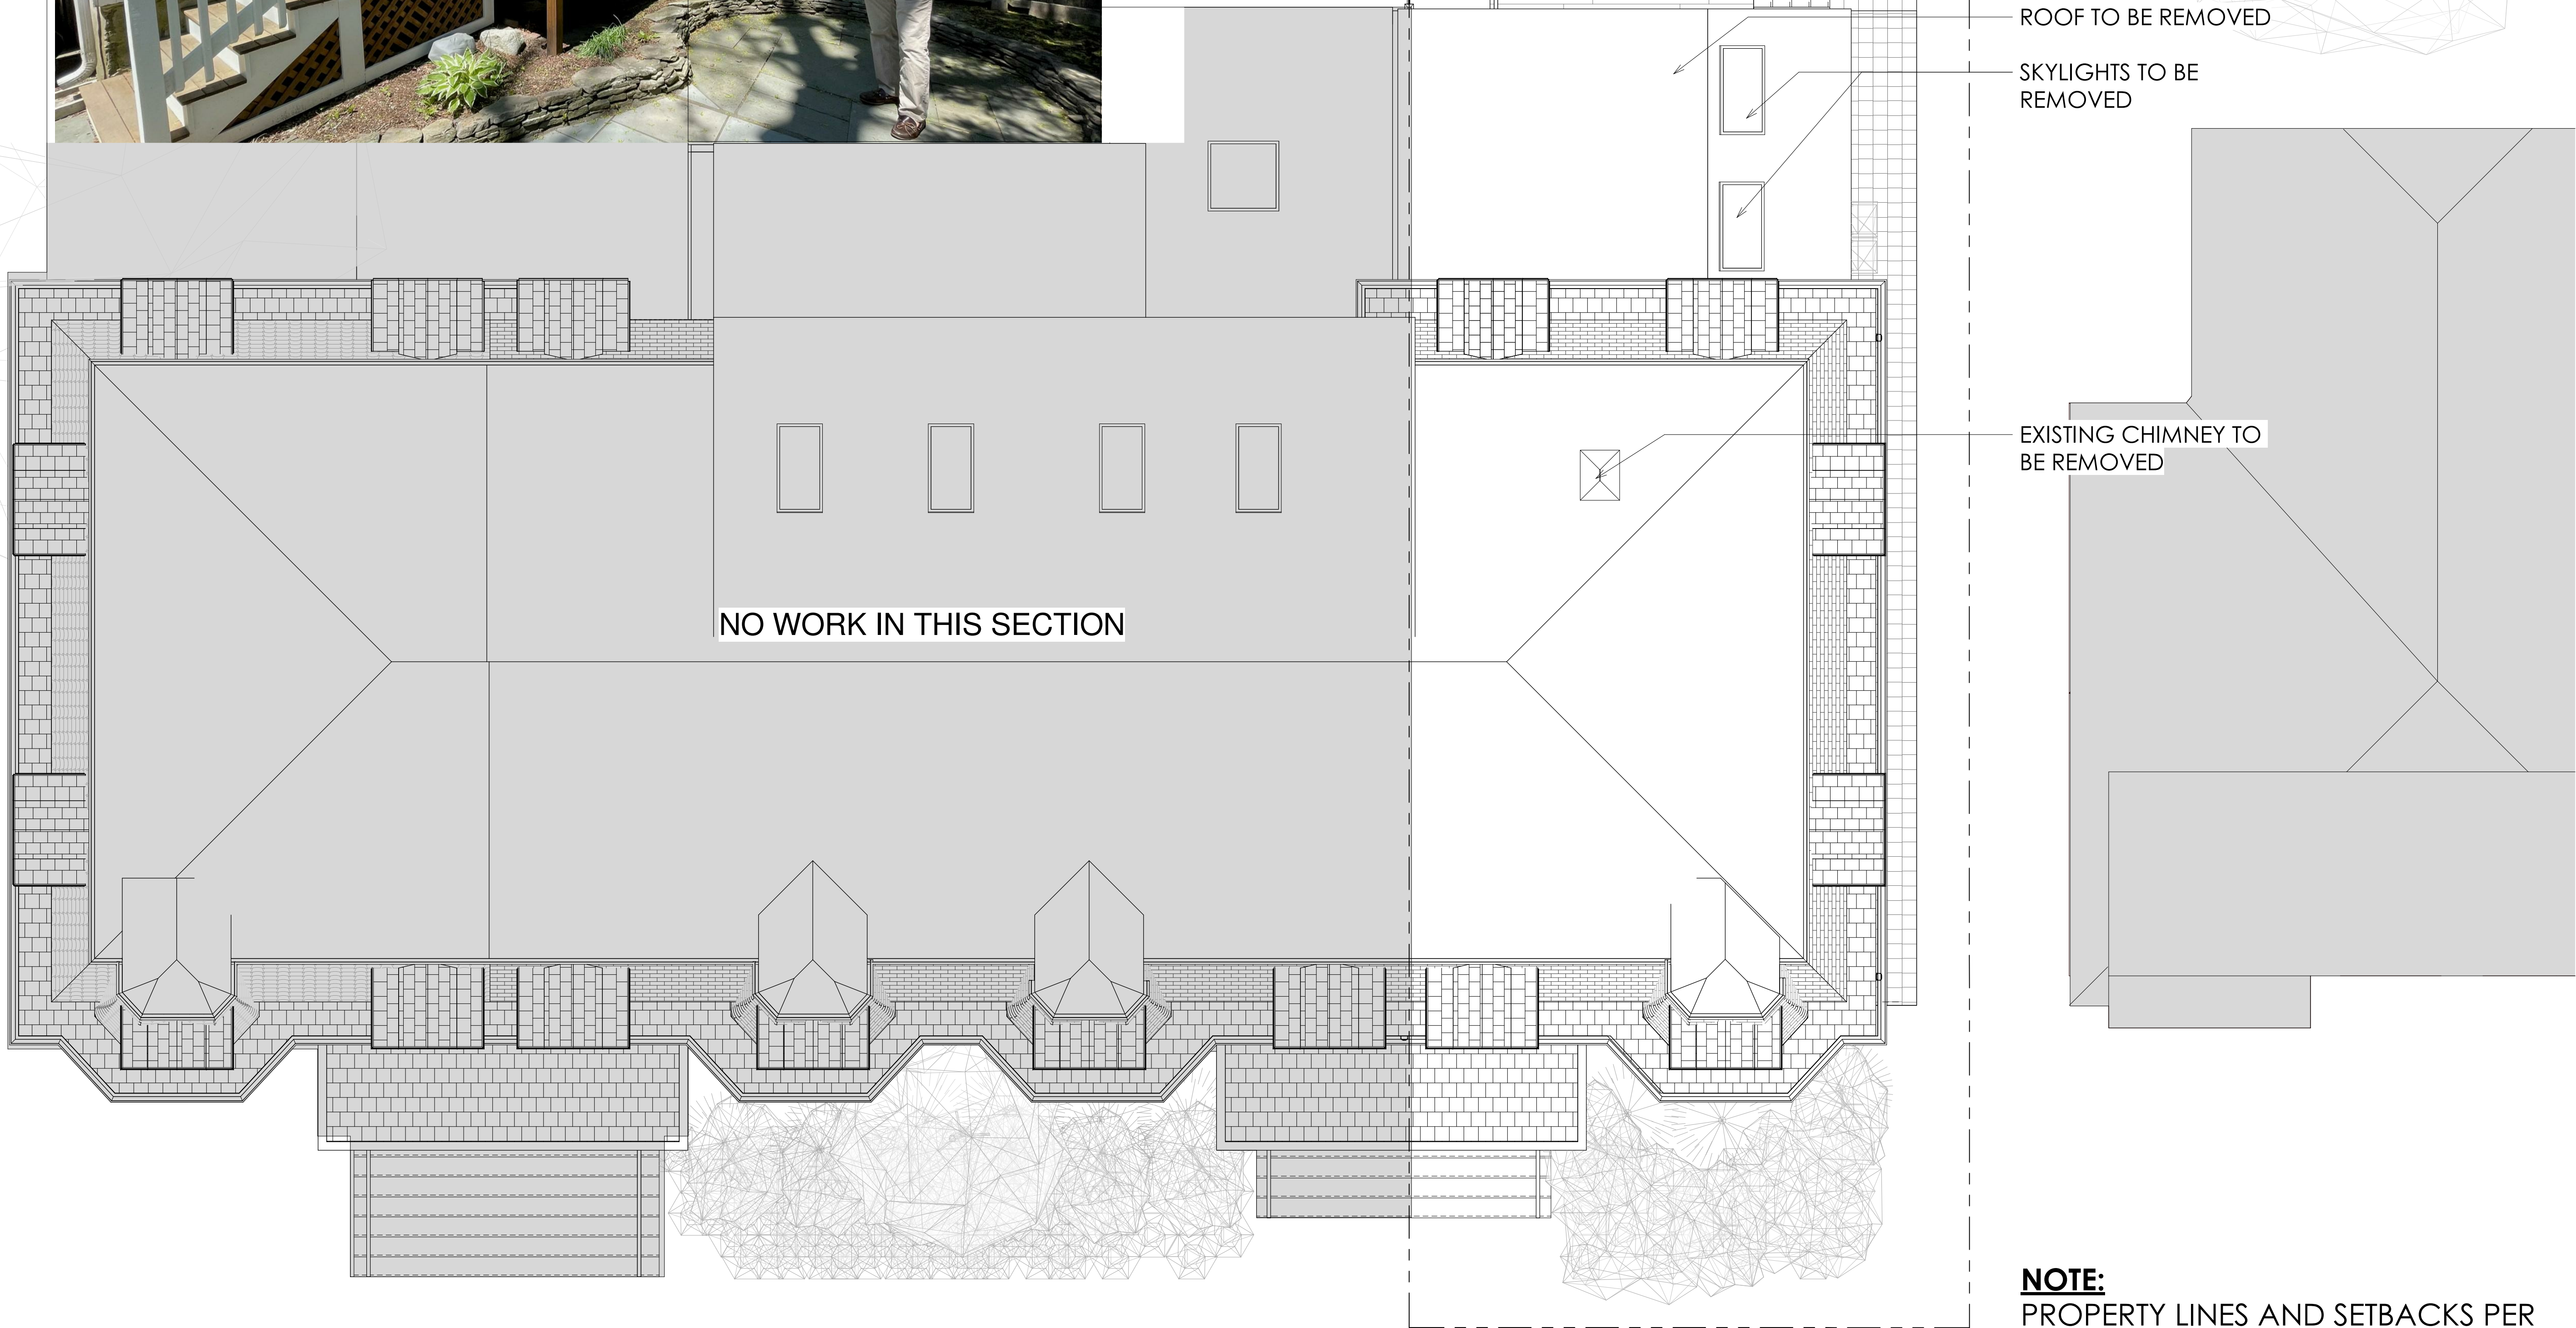 ROOF TO BE REMOVED
SKYLIGHTS TO BE
REMOVED
EXISTING CHIMNEY TO
BE REMOVED
NO WORK IN THIS SECTION
NOTE:
PROPERTY LINES AND SETBACKS PER